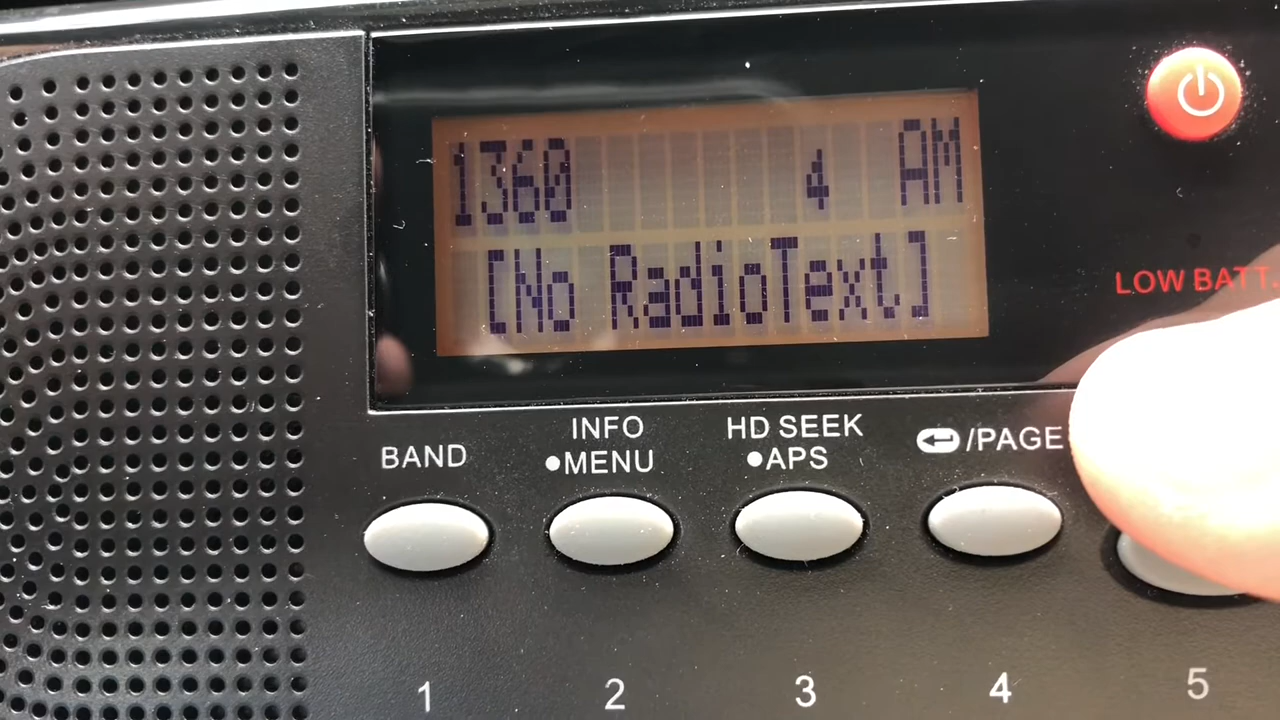 1360 4 AM
[No RadioText]
LOW BATT.
BAND
INFO
●MENU
HD SEEK
●APS
/PAGE
1 2 3 4 5